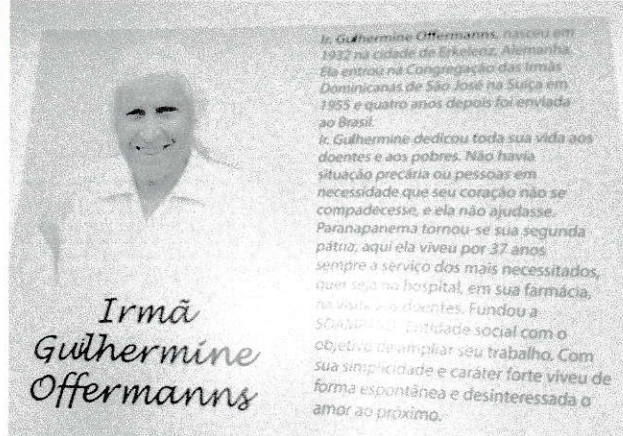 Ir. Gulhermine Offermanns, nasceu em
1932 na cidade de Erkelenz, Alemanha.
Ela entrou na Congregação das Irmãs
Dominicanas de São José na Suíça em
1955 e quatro anos depois foi enviada
ao Brasil.
Ir. Gulhermine dedicou toda sua vida aos
doentes e aos pobres. Não havia
situação precária ou pessoas em
necessidade que seu coração não se
compadecesse, e ela não ajudasse.
Paranapanema tornou-se sua segunda
pátria, aqui ela viveu por 37 anos
sempre a serviço dos mais necessitados,
quer seja no hospital, em sua farmácia,
na visita aos doentes. Fundou a
Entidade social com o
objetivo de ampliar seu trabalho. Com
sua simplicidade e caráter forte viveu de
forma espontânea e desinteressada o
amor ao próximo.
Irmã
Gulhermine
Offermanns